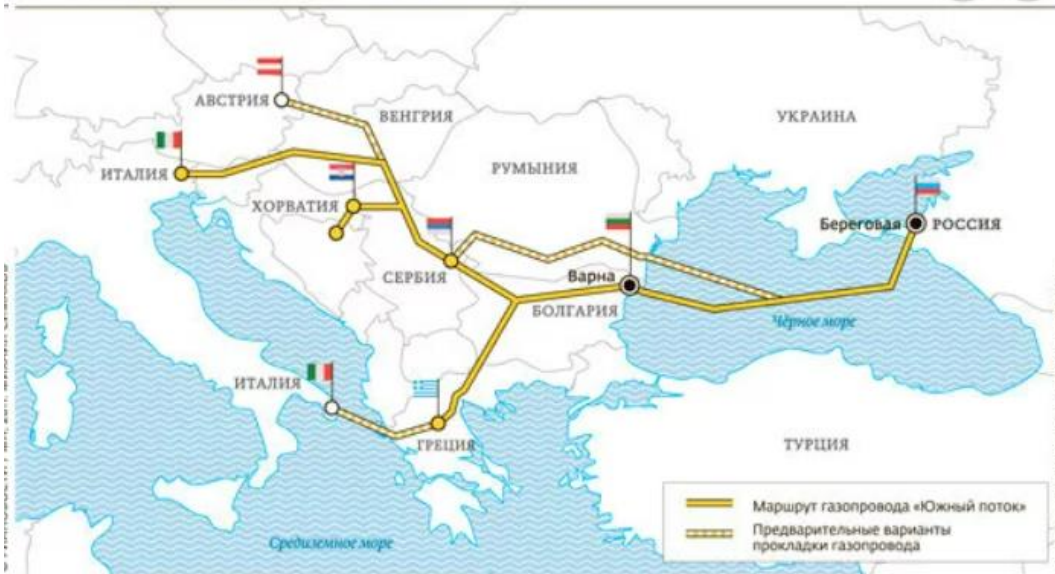 АВСТРИЯ
ВЕНГРИЯ
УКРАИНА
ИТАЛИЯ
РУМЫНИЯ
ХОРВАТИЯ
Береговая
РОССИЯ
СЕРБИЯ
Варна
БОЛГАРИЯ
Чёрное море
ИТАЛИЯ
ГРЕЦИЯ
ТУРЦИЯ
Маршрут газопровода «Южный поток»
Предварительные варианты
прокладки газопровода
Средиземное море